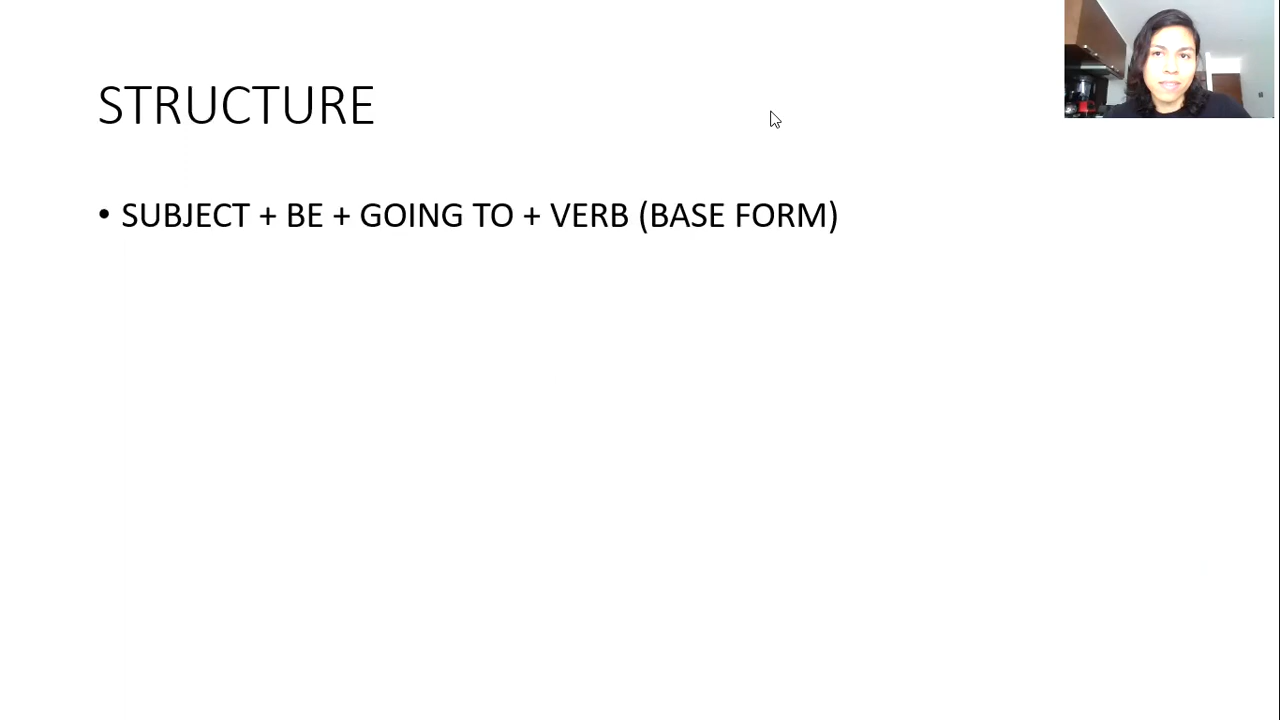 STRUCTURE
• SUBJECT + BE + GOING TO + VERB (BASE FORM)